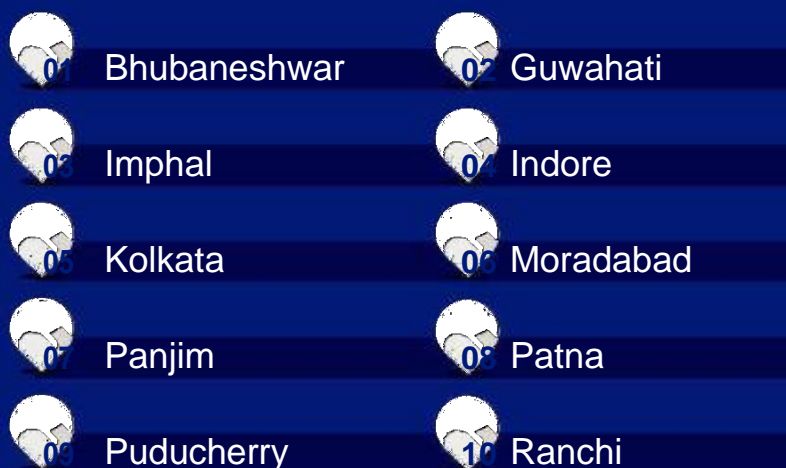 01 Bhubaneshwar
02 Guwahati
03 Imphal
04 Indore
05 Kolkata
06 Moradabad
07 Panjim
08 Patna
09 Puducherry
10 Ranchi